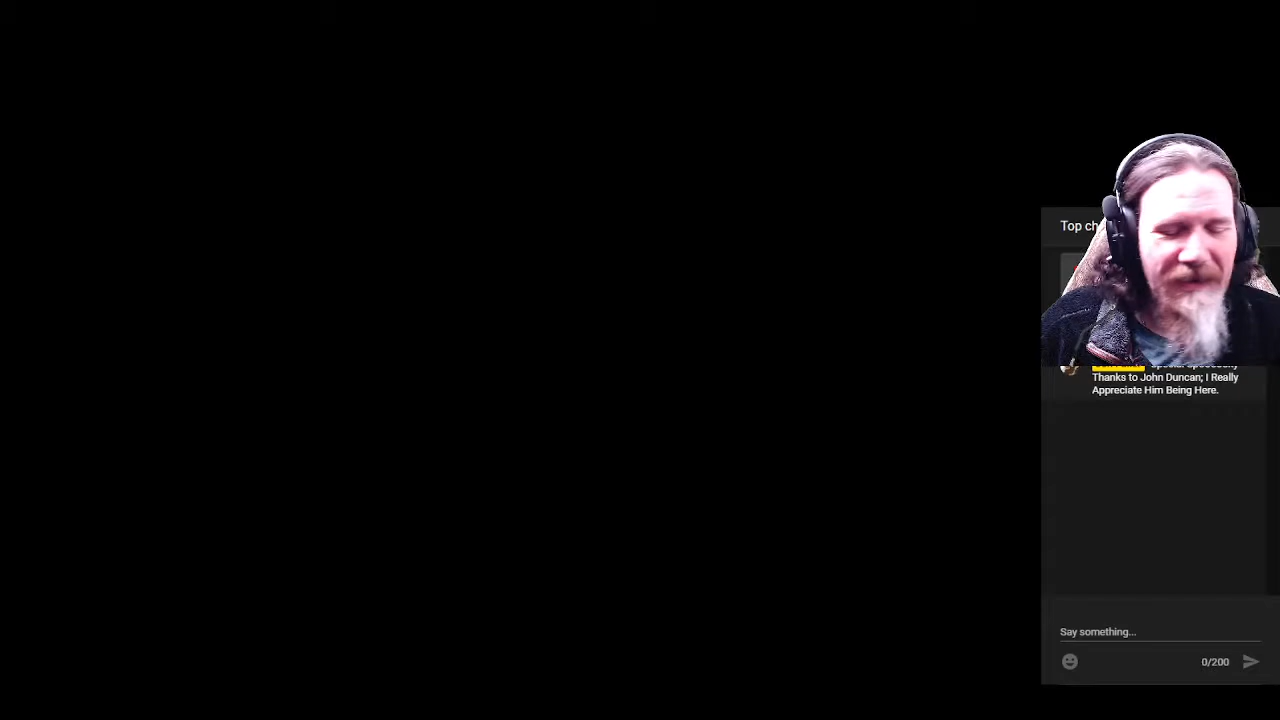 Top ch
Thanks to John Duncan; I Really
Appreciate Him Being Here.
Say something...
0/200